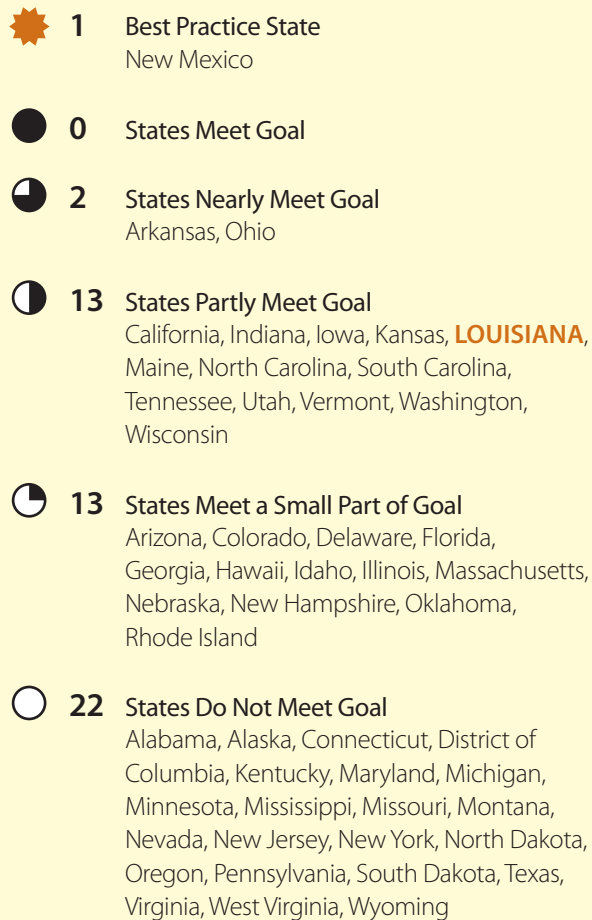 1 Best Practice State
New Mexico
0 States Meet Goal
2 States Nearly Meet Goal
Arkansas, Ohio
13 States Partly Meet Goal
California, Indiana, Iowa, Kansas, LOUISIANA,
Maine, North Carolina, South Carolina,
Tennessee, Utah, Vermont, Washington,
Wisconsin
13 States Meet a Small Part of Goal
Arizona, Colorado, Delaware, Florida,
Georgia, Hawaii, Idaho, Illinois, Massachusetts,
Nebraska, New Hampshire, Oklahoma,
Rhode Island
22 States Do Not Meet Goal
Alabama, Alaska, Connecticut, District of
Columbia, Kentucky, Maryland, Michigan,
Minnesota, Mississippi, Missouri, Montana,
Nevada, New Jersey, New York, North Dakota,
Oregon, Pennsylvania, South Dakota, Texas,
Virginia, West Virginia, Wyoming